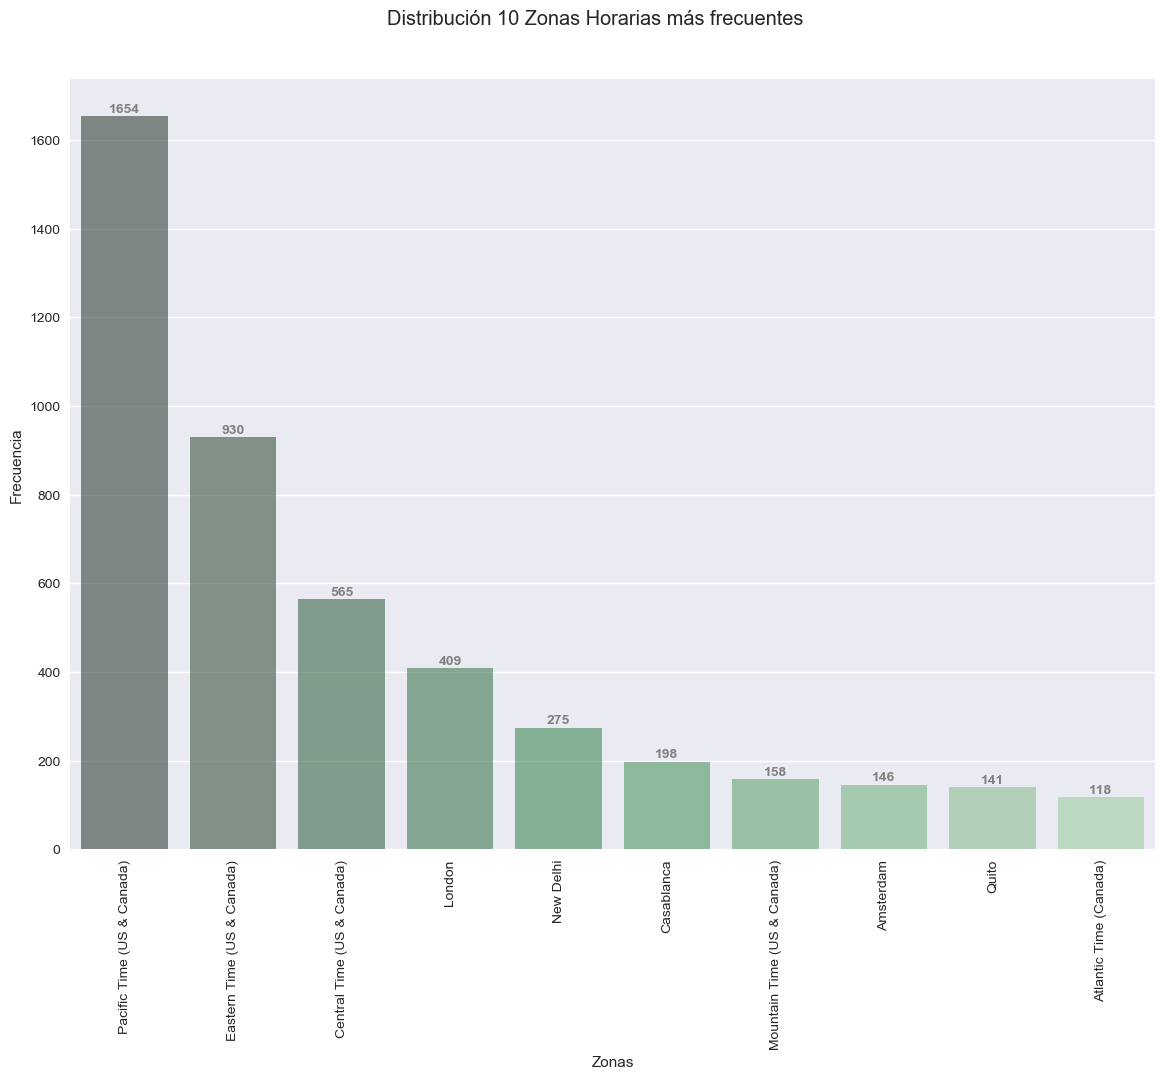 Distribución 10 Zonas Horarias más frecuentes
1654
1600
1400
1200
1000
930
Frecuencia
800
600
565
409
400
275
200
198
158
146
141
118
0
Pacific Time (US & Canada)
Eastern Time (US & Canada)
Central Time (US & Canada)
London
New Delhi
Casablanca
Mountain Time (US & Canada)
Amsterdam
Quito
Atlantic Time (Canada)
Zonas